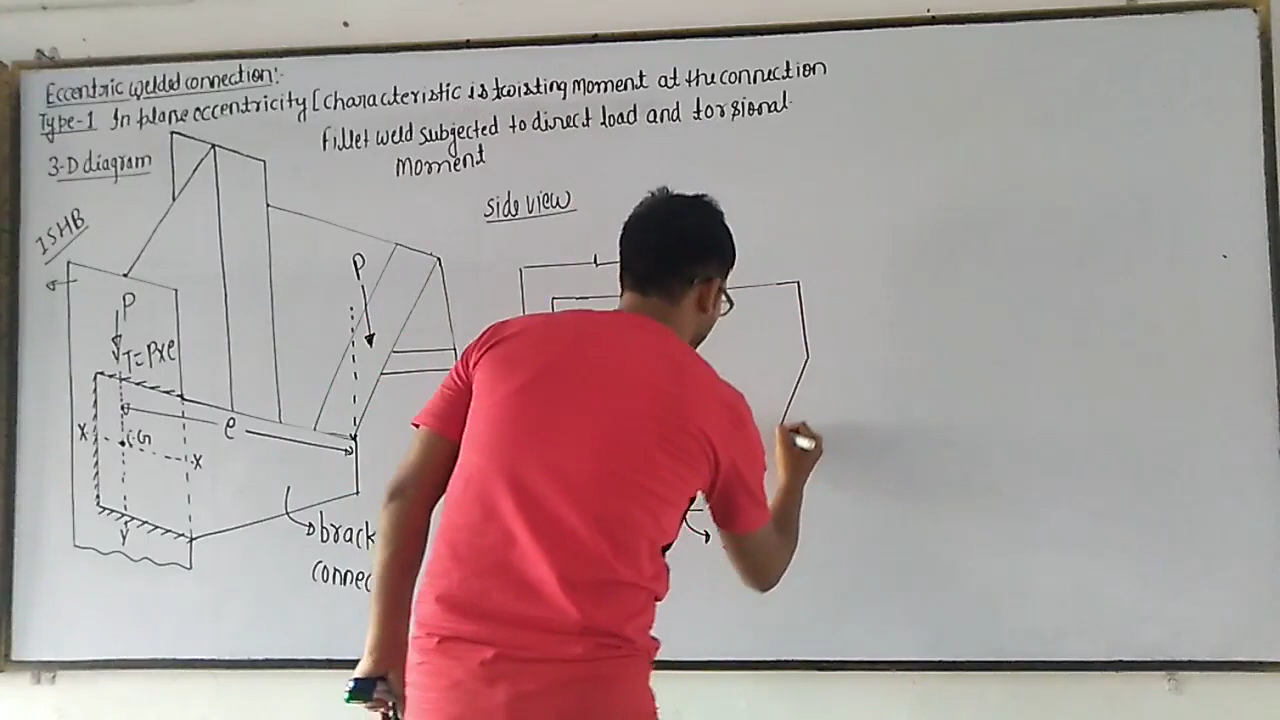 Eccentric welded connection:-
Type-1 In plane eccentricity [characteristic is twisting Moment at the connection
Fillet weld subjected to direct load and torsional
Moment
3-D diagram
side view
ISHB
P
P
T=P×e
e
X
CG
X
Y
brack
connec